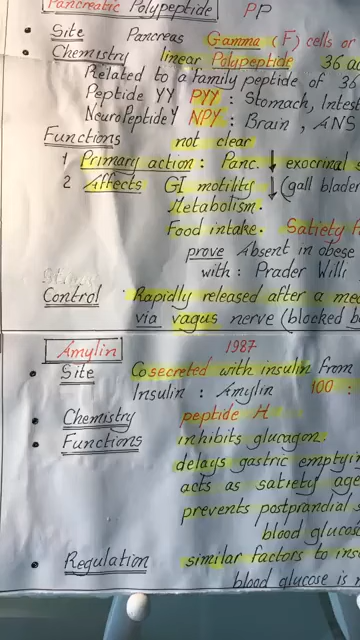 Pancreatic Polypeptide PP
• Site Pancreas Gamma (F) cells or
• Chemistry linear Polypeptide 36 a
Related to a family peptide of 36
Peptide YY PYY : Stomach, Intest
NeuroPeptide Y NPY : Brain, ANS
Functions not clear
1 Primary action : Panc. ↓ exocrinal s
2 Affects GI motility ↓ (gall bladder
Metabolism.
Food intake. Satiety
prove Absent in obese
with : Prader Willi
Control Rapidly released after a me
via vagus nerve (blocked b
Amylin 1987
• Site Cosecreted with insulin from
Insulin : Amylin 100 :
• Chemistry peptide H
• Functions inhibits glucagon.
delays gastric emptyin
acts as satiety age
prevents postprandial s
blood glucos
• Regulation similar factors to ins
blood glucose is